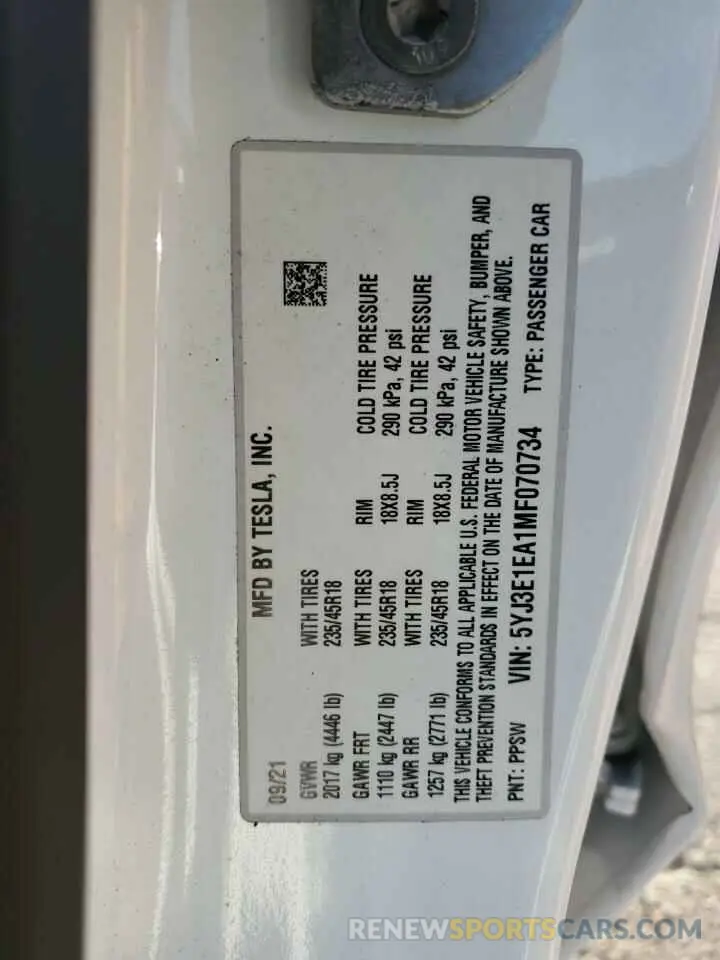 MFD BY TESLA, INC.
09/21
GVWR WITH TIRES
2017 kg (4446 lb) 235/45R18
GAWR FRT WITH TIRES RIM COLD TIRE PRESSURE
1110 kg (2447 lb) 235/45R18 18X8.5J 290 kPa, 42 psi
GAWR RR WITH TIRES RIM COLD TIRE PRESSURE
1257 kg (2771 lb) 235/45R18 18X8.5J 290 kPa, 42 psi
THIS VEHICLE CONFORMS TO ALL APPLICABLE U.S. FEDERAL MOTOR VEHICLE SAFETY, BUMPER, AND
THEFT PREVENTION STANDARDS IN EFFECT ON THE DATE OF MANUFACTURE SHOWN ABOVE.
PNT: PPSW VIN: 5YJ3E1EA1MF070734 TYPE: PASSENGER CAR
RENEWSPORTSCARS.COM